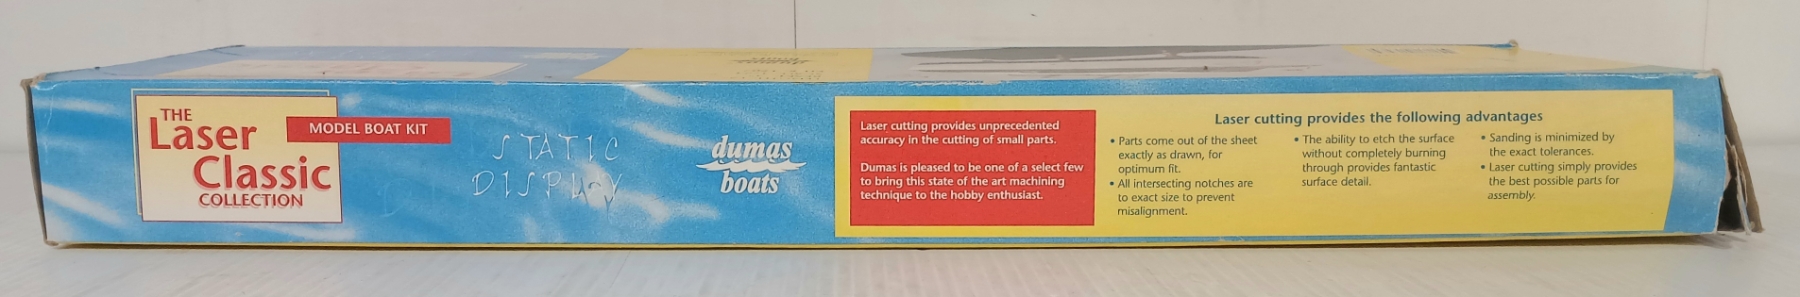 THE
Laser
Classic
COLLECTION
MODEL BOAT KIT
STATIC
DISPLAY
dumas
boats
Laser cutting provides unprecedented
accuracy in the cutting of small parts.
Dumas is pleased to be one of a select few
to bring this state of the art machining
technique to the hobby enthusiast.
Laser cutting provides the following advantages
• Parts come out of the sheet
exactly as drawn, for
optimum fit.
• All intersecting notches are
to exact size to prevent
misalignment.
• The ability to etch the surface
without completely burning
through provides fantastic
surface detail.
• Sanding is minimized by
the exact tolerances.
• Laser cutting simply provides
the best possible parts for
assembly.